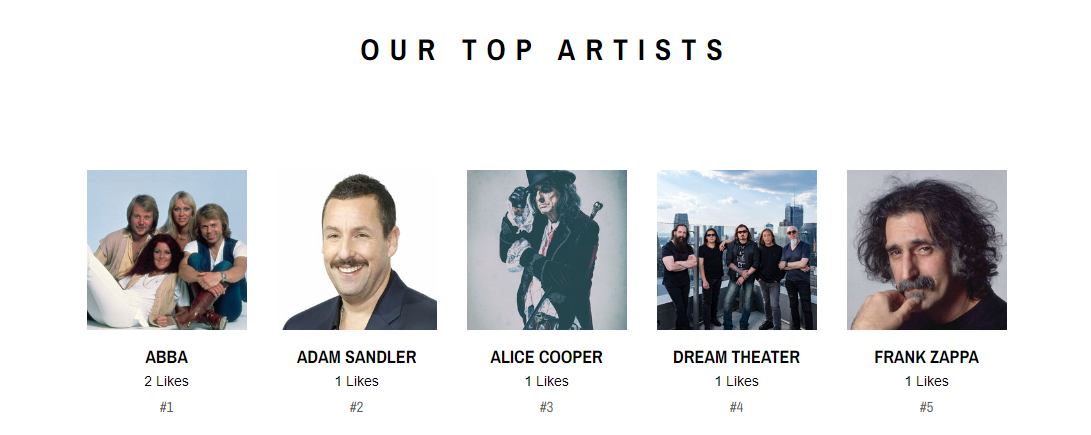 OUR TOP ARTISTS
ABBA
2 Likes
#1
ADAM SANDLER
1 Likes
#2
ALICE COOPER
1 Likes
#3
DREAM THEATER
1 Likes
#4
FRANK ZAPPA
1 Likes
#5